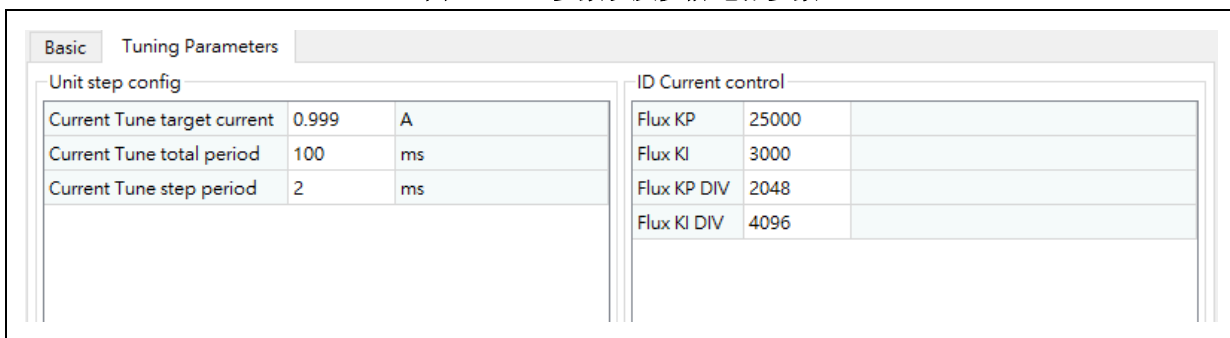 Basic Tuning Parameters
Unit step config
Current Tune target current 0.999 A
Current Tune total period 100 ms
Current Tune step period 2 ms
ID Current control
Flux KP 25000
Flux KI 3000
Flux KP DIV 2048
Flux KI DIV 4096